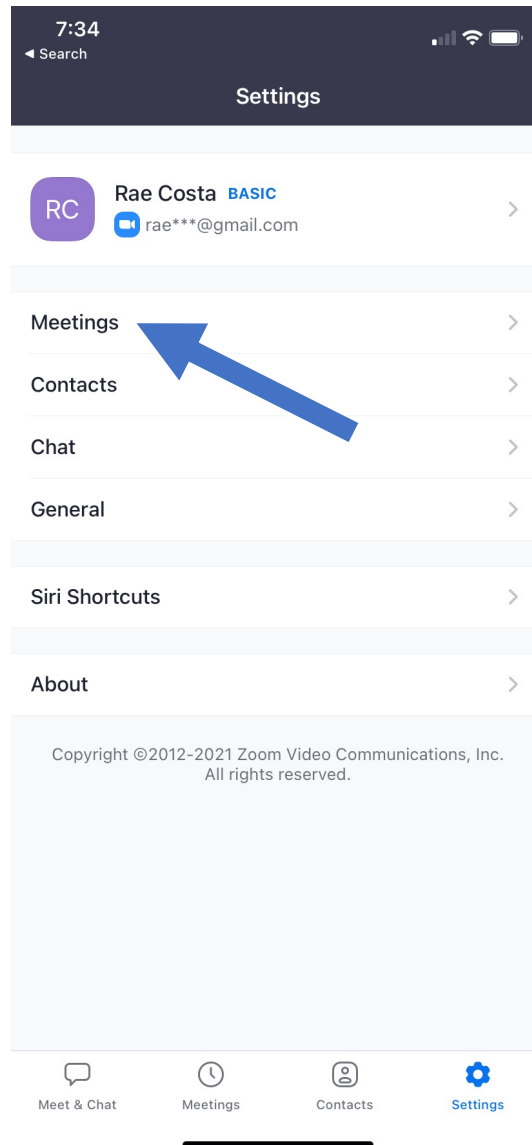 7:34
◀ Search
Settings
RC
Rae Costa BASIC
rae***@gmail.com
Meetings
Contacts
Chat
General
Siri Shortcuts
About
Copyright ©2012-2021 Zoom Video Communications, Inc.
All rights reserved.
Meet & Chat
Meetings
Contacts
Settings